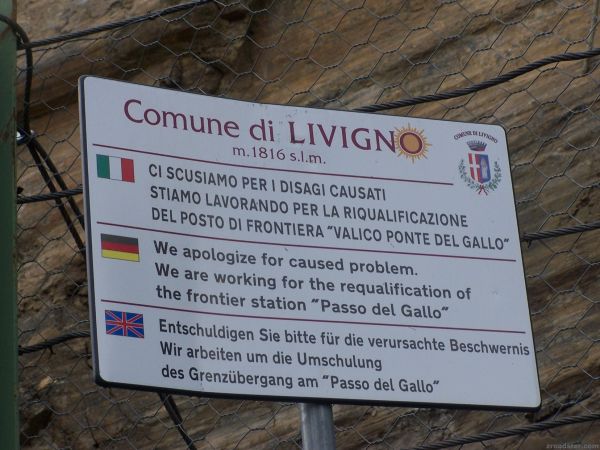 Comune di LIVIGNO
m.1816 s.l.m.
COMUNE DI LIVIGNO
CI SCUSIAMO PER I DISAGI CAUSATI
STIAMO LAVORANDO PER LA RIQUALIFICAZIONE
DEL POSTO DI FRONTIERA "VALICO PONTE DEL GALLO"
We apologize for caused problem.
We are working for the requalification of
the frontier station "Passo del Gallo"
Entschuldigen Sie bitte für die verursachte Beschwernis
Wir arbeiten um die Umschulung
des Grenzübergang am "Passo del Gallo"